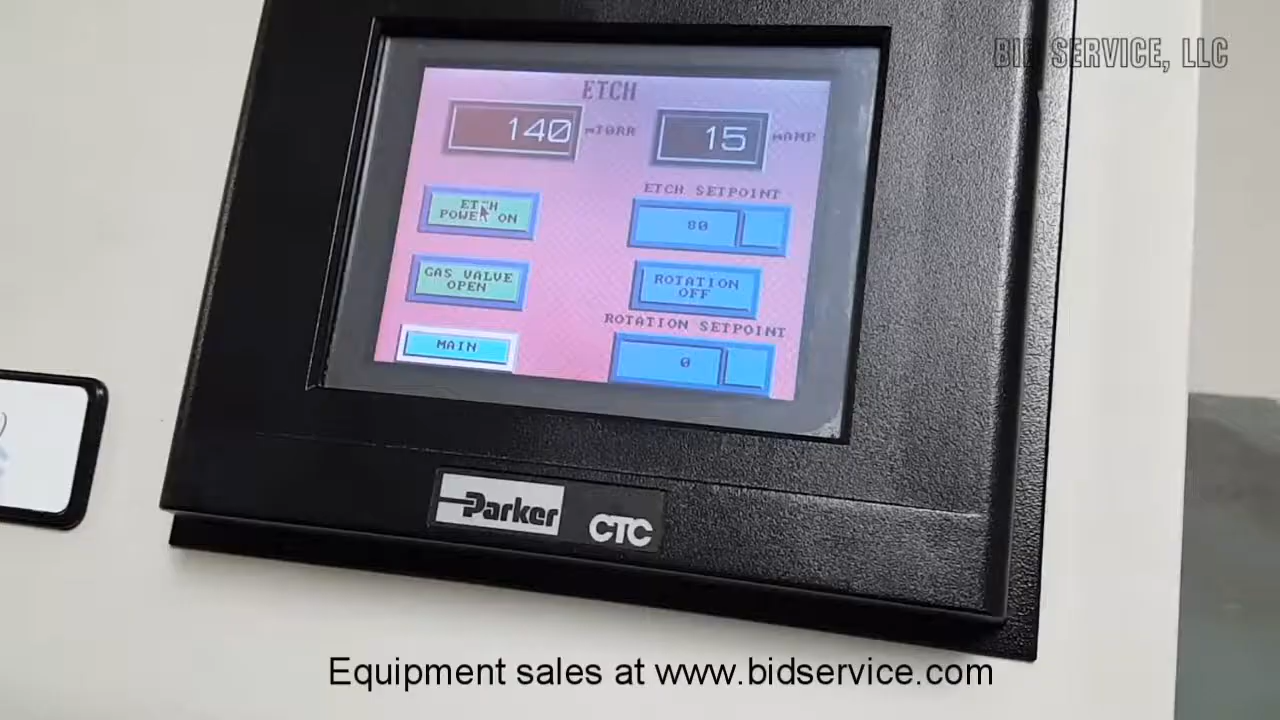 BID SERVICE, LLC
ETCH
140 mTORR
15 mAMP
ETCH SETPOINT
ETCH
POWER ON
80
GAS VALVE
OPEN
ROTATION
OFF
ROTATION SETPOINT
MAIN
0
Parker
CTC
Equipment sales at www.bidservice.com